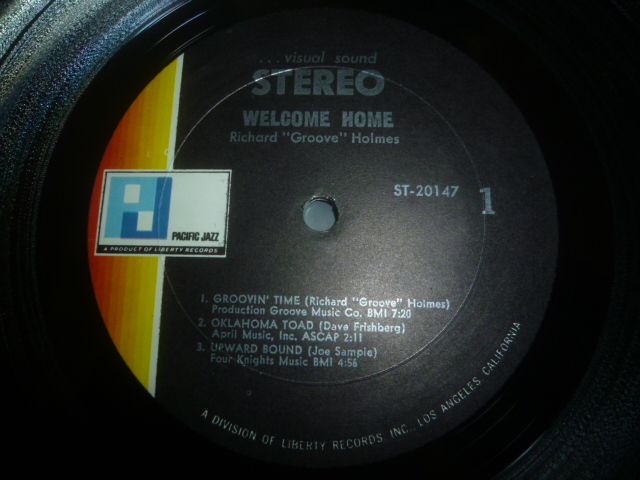 ...visual sound
STEREO
WELCOME HOME
Richard "Groove" Holmes
ST-20147 1
PACIFIC JAZZ
A PRODUCT OF LIBERTY RECORDS
1. GROOVIN' TIME (Richard "Groove" Holmes)
Production Groove Music Co. BMI 7:20
2. OKLAHOMA TOAD (Dave Frishberg)
April Music, Inc. ASCAP 2:11
3. UPWARD BOUND (Joe Sample)
Four Knights Music BMI 4:56
A DIVISION OF LIBERTY RECORDS, INC., LOS ANGELES, CALIFORNIA